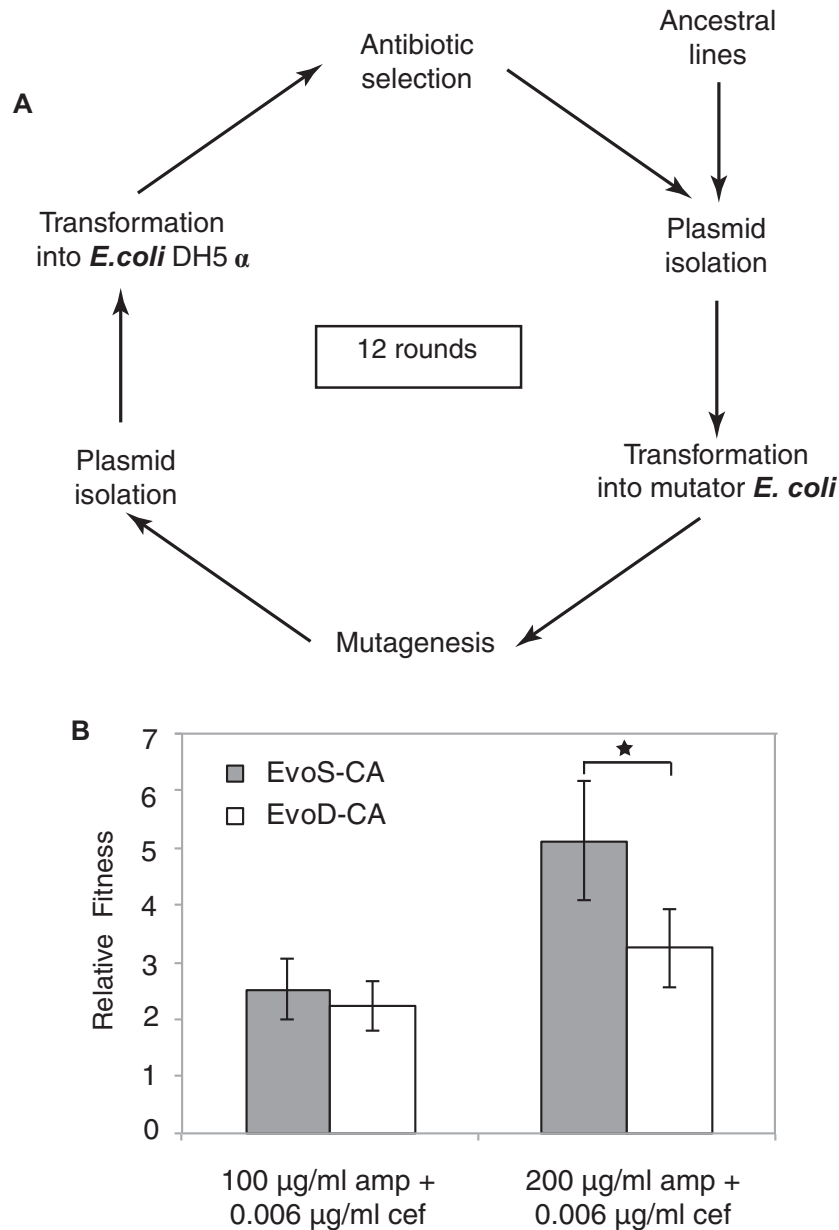 A
Antibiotic
selection
Ancestral
lines
Plasmid
isolation
Transformation
into mutator E. coli
Mutagenesis
Plasmid
isolation
Transformation
into E.coli DH5 α
12 rounds
B
Relative Fitness
7
6
5
4
3
2
1
0
EvoS-CA
EvoD-CA
★
100 µg/ml amp +
0.006 µg/ml cef
200 µg/ml amp +
0.006 µg/ml cef